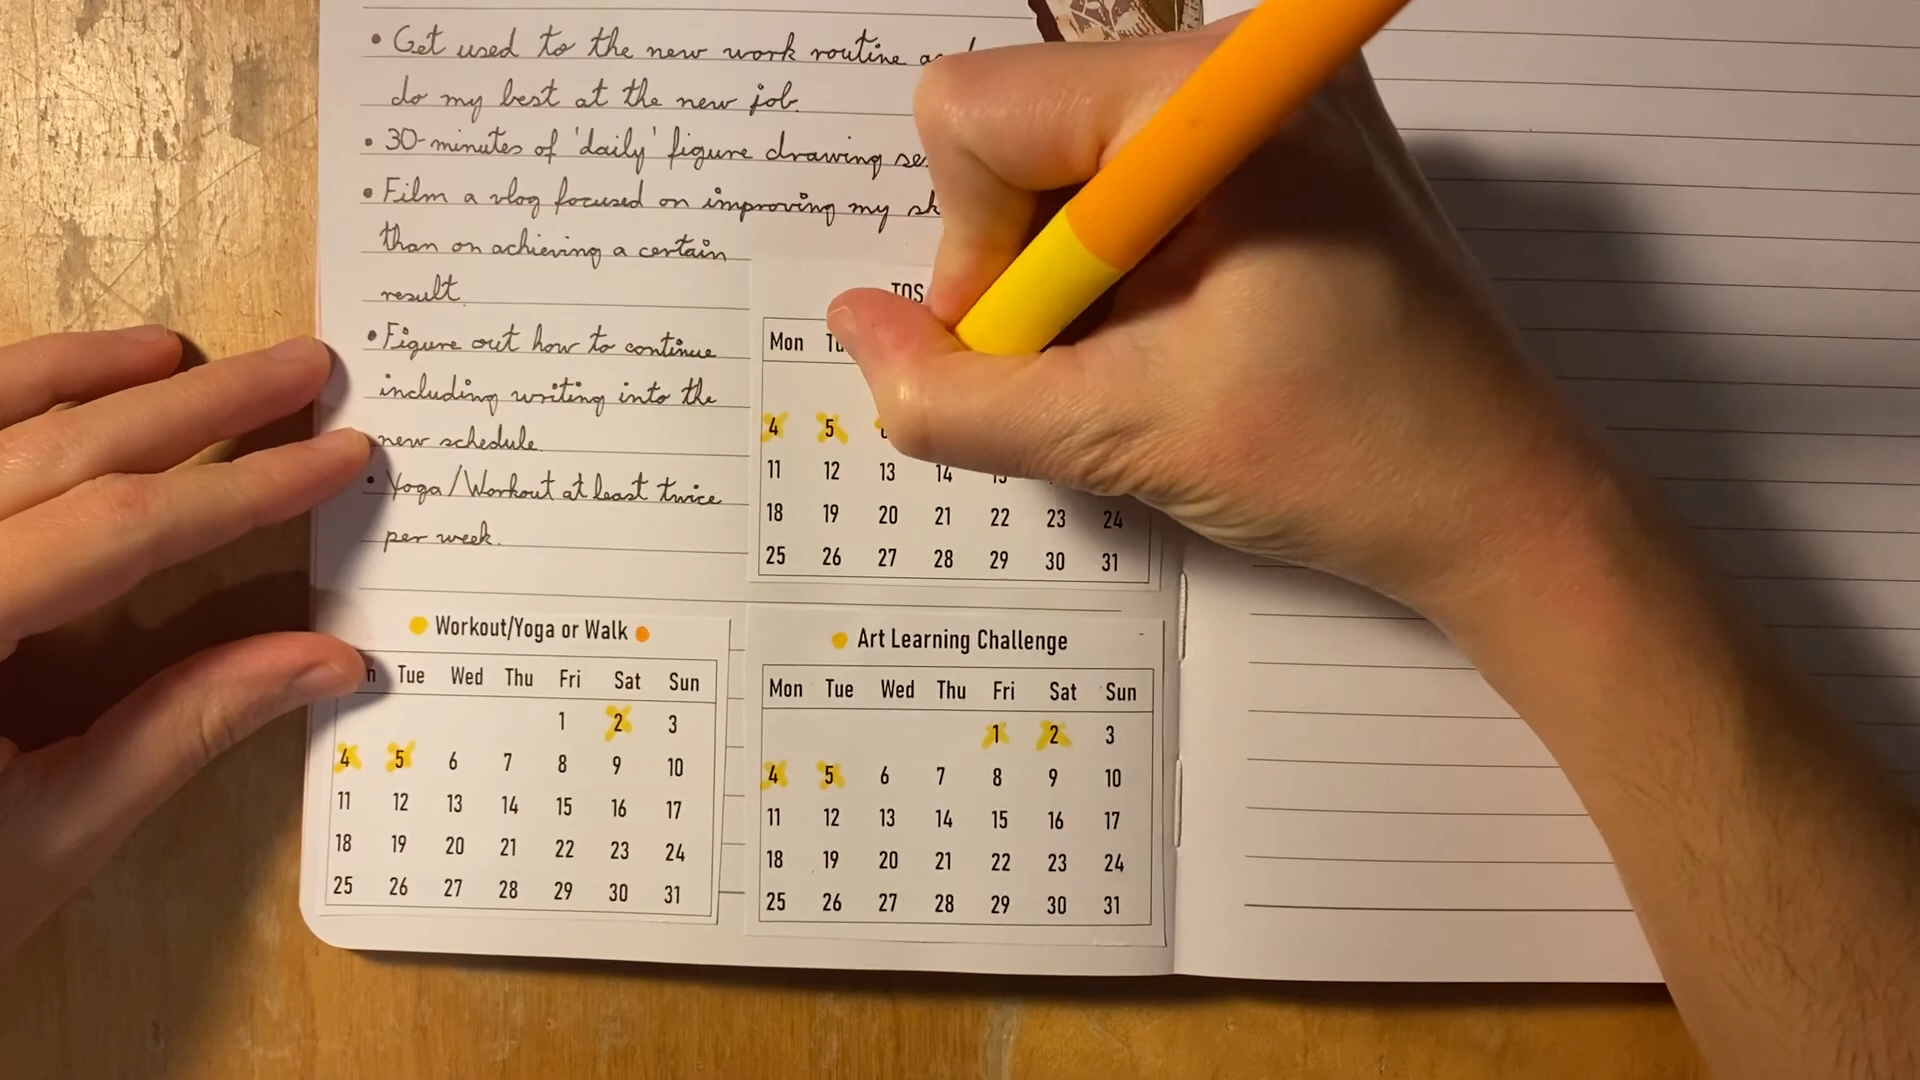 • Get used to the new work routine
do my best at the new job.
• 30-minutes of 'daily' figure drawing
• Film a vlog focused on improving my
than on achieving a certain
result.
• Figure out how to continue
including writing into the
new schedule.
• Yoga/Workout at least twice
per week.
TOS
Mon
4 5
11 12 13 14 15
18 19 20 21 22 23 24
25 26 27 28 29 30 31
Workout/Yoga or Walk
Tue Wed Thu Fri Sat Sun
1 2 3
4 5 6 7 8 9 10
11 12 13 14 15 16 17
18 19 20 21 22 23 24
25 26 27 28 29 30 31
Art Learning Challenge
Mon Tue Wed Thu Fri Sat Sun
1 2 3
4 5 6 7 8 9 10
11 12 13 14 15 16 17
18 19 20 21 22 23 24
25 26 27 28 29 30 31